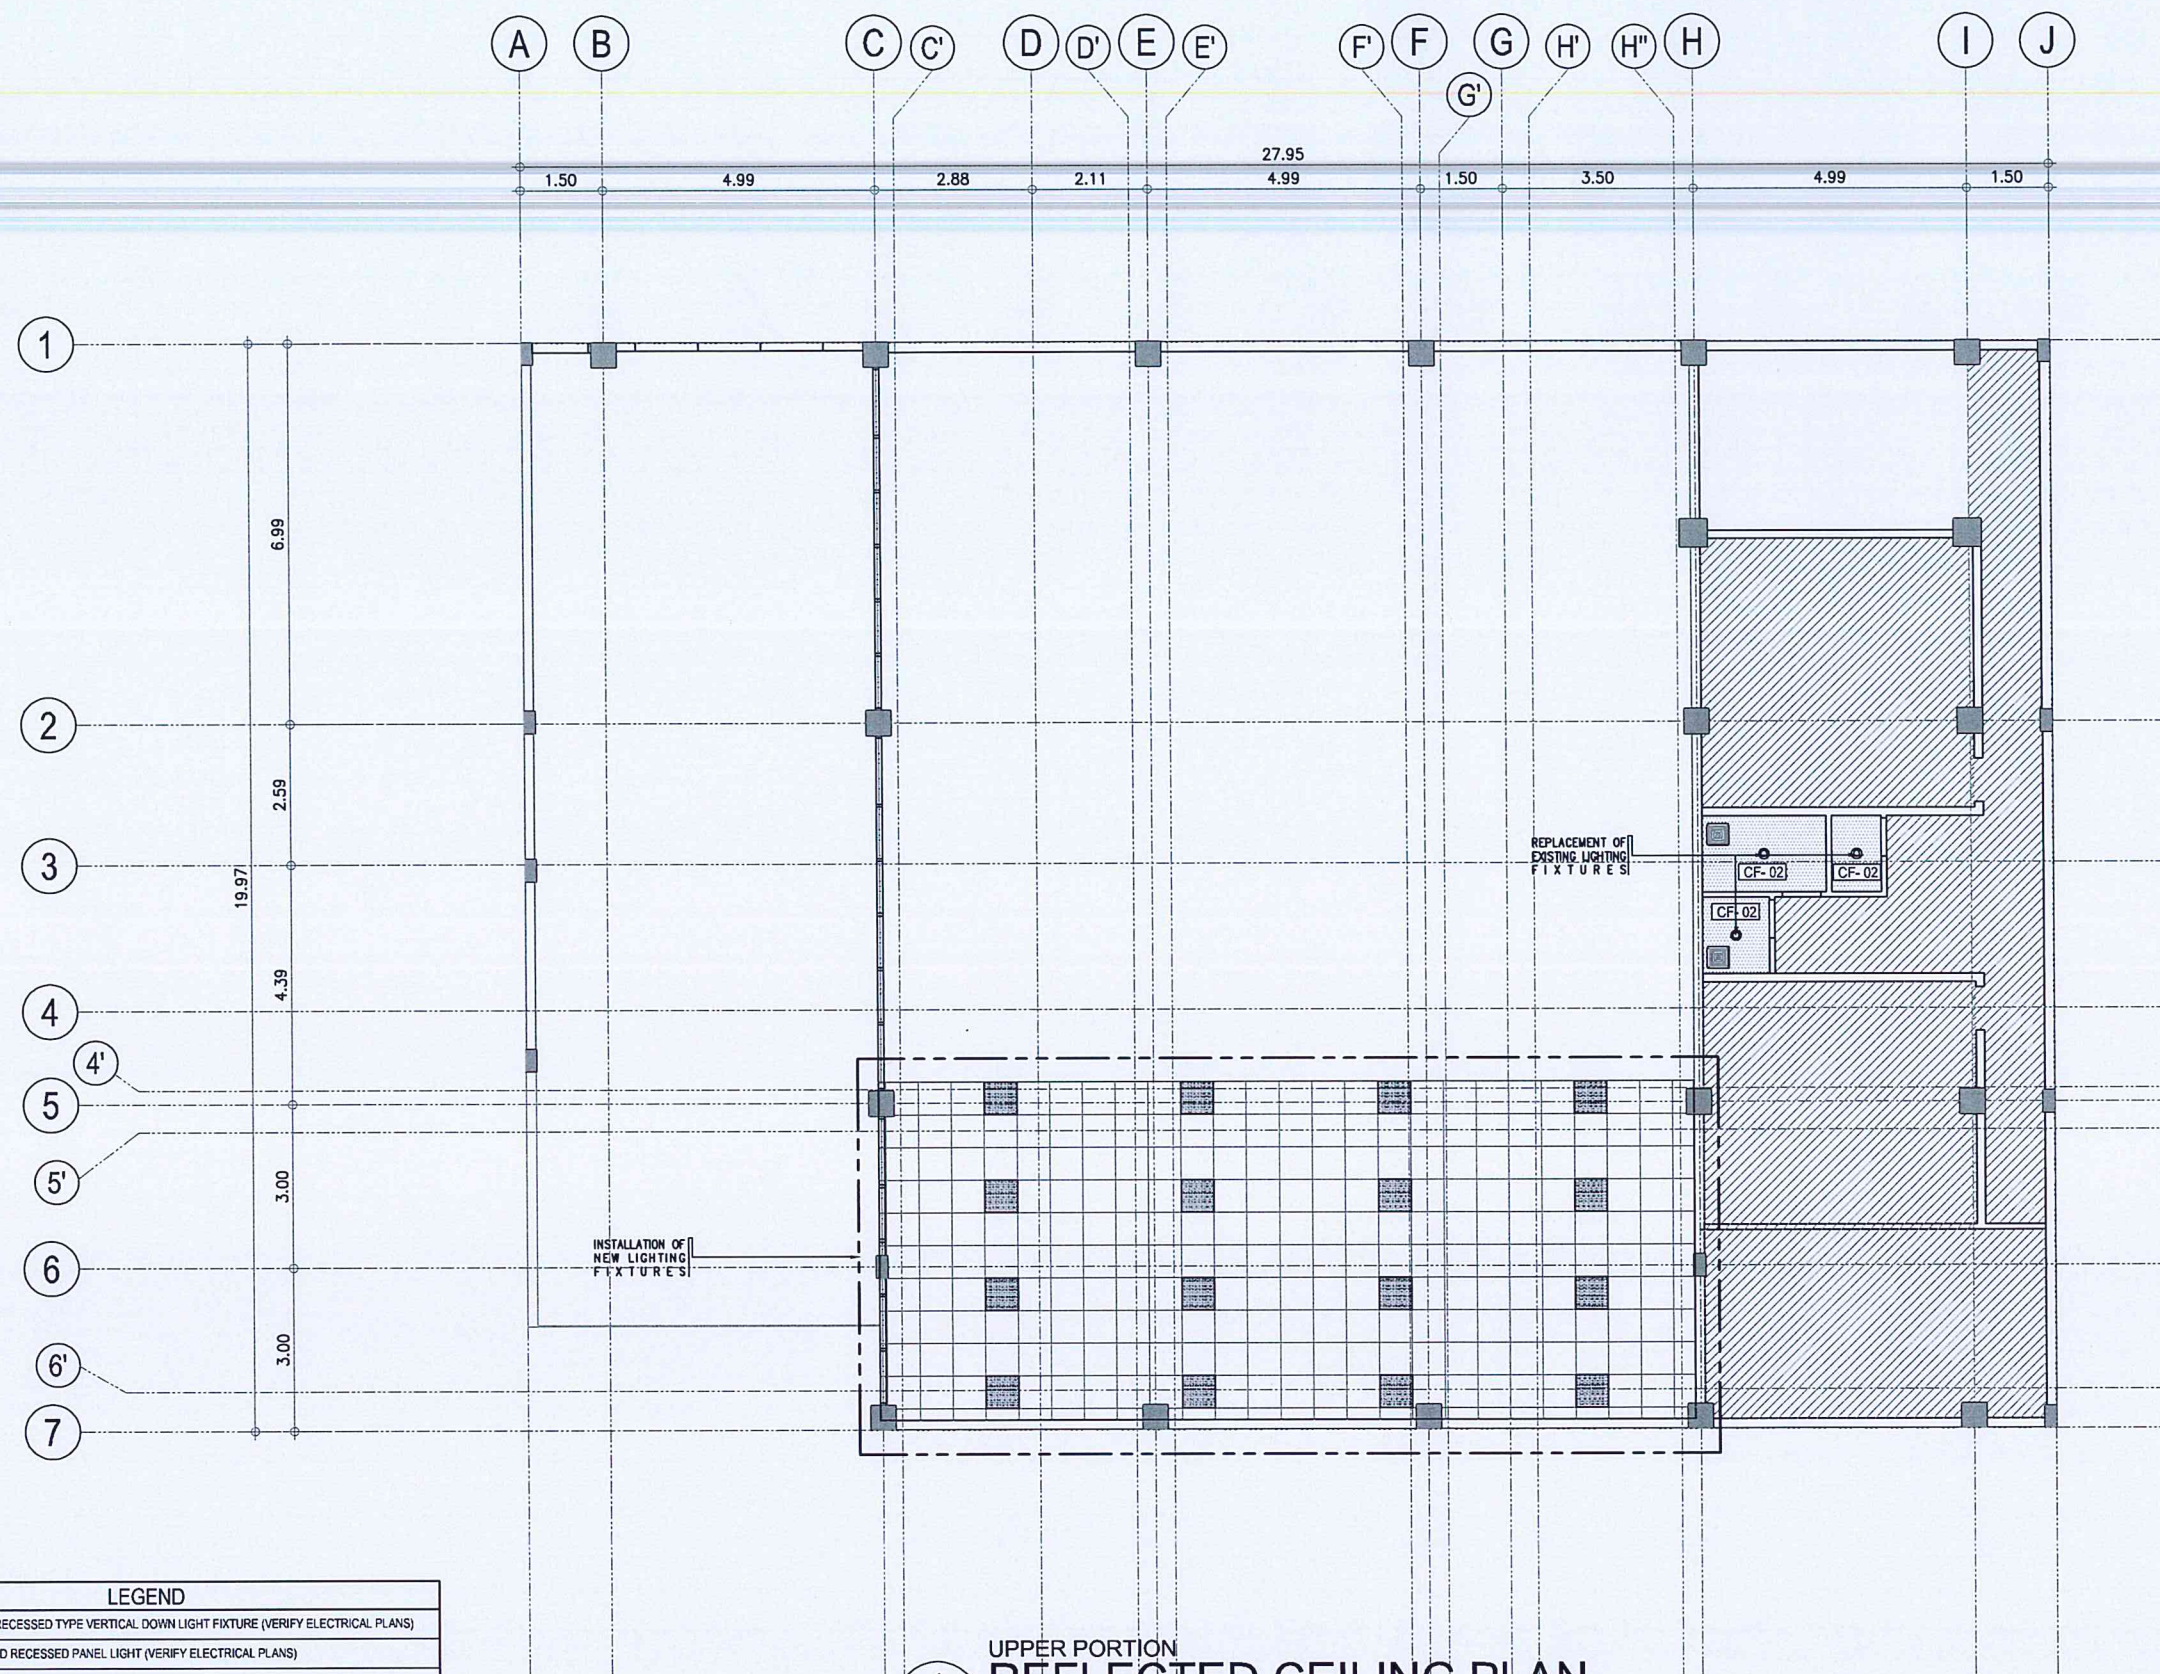 A B C C' D D' E E' F' F G H' H" H I J
G'
27.95
1.50 4.99 2.88 2.11 4.99 1.50 3.50 4.99 1.50
1
6.99
2
2.59
3
REPLACEMENT OF
EXISTING LIGHTING
FIXTURES
CF- 02 CF- 02
19.97
CF- 02
4.39
4
4'
5
5'
3.00
INSTALLATION OF
NEW LIGHTING
FIXTURES
6
3.00
6'
7
LEGEND
RECESSED TYPE VERTICAL DOWN LIGHT FIXTURE (VERIFY ELECTRICAL PLANS)
D RECESSED PANEL LIGHT (VERIFY ELECTRICAL PLANS)
UPPER PORTION
REFLECTED CEILING PLAN